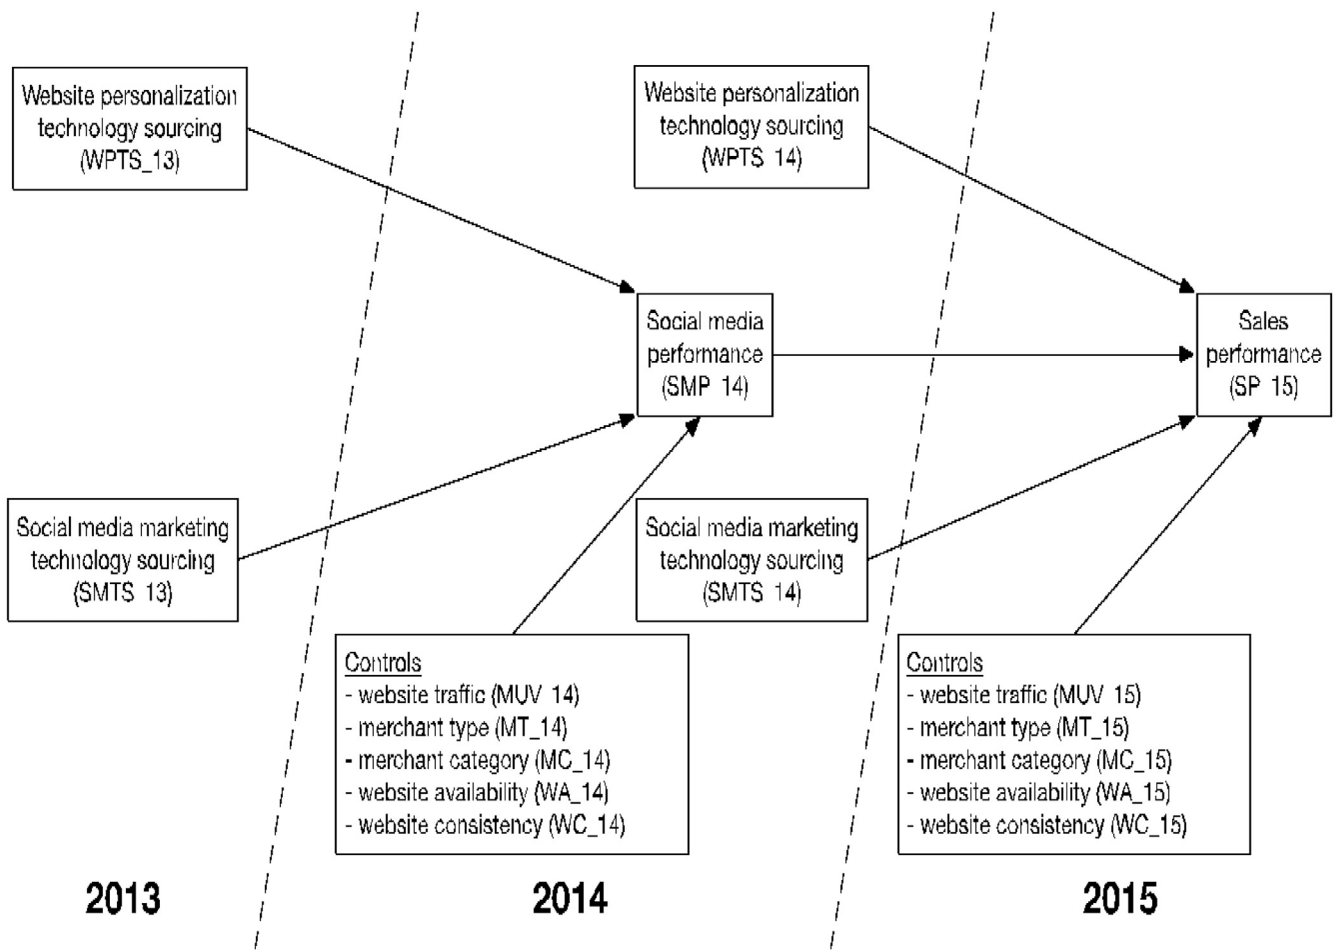 Website personalization
technology sourcing
(WPTS_13)
Website personalization
technology sourcing
(WPTS 14)
Social media
performance
(SMP 14)
Sales
performance
(SP 15)
Social media marketing
technology sourcing
(SMTS 13)
Social media marketing
technology sourcing
(SMTS 14)
Controls
- website traffic (MUV 14)
- merchant type (MT_14)
- merchant category (MC_14)
- website availability (WA_14)
- website consistency (WC_14)
Controls
- website traffic (MUV 15)
- merchant type (MT_15)
- merchant category (MC_15)
- website availability (WA_15)
- website consistency (WC_15)
2013
2014
2015